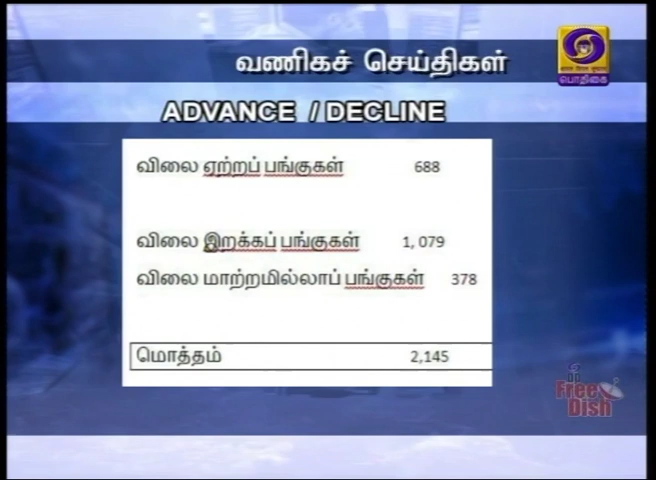 வணிகச் செய்திகள்
பொதிகை
ADVANCE / DECLINE
விலை ஏற்றப் பங்குகள் 688
விலை இறக்கப் பங்குகள் 1,079
விலை மாற்றமில்லாப் பங்குகள் 378
மொத்தம் 2,145
Free
Dish